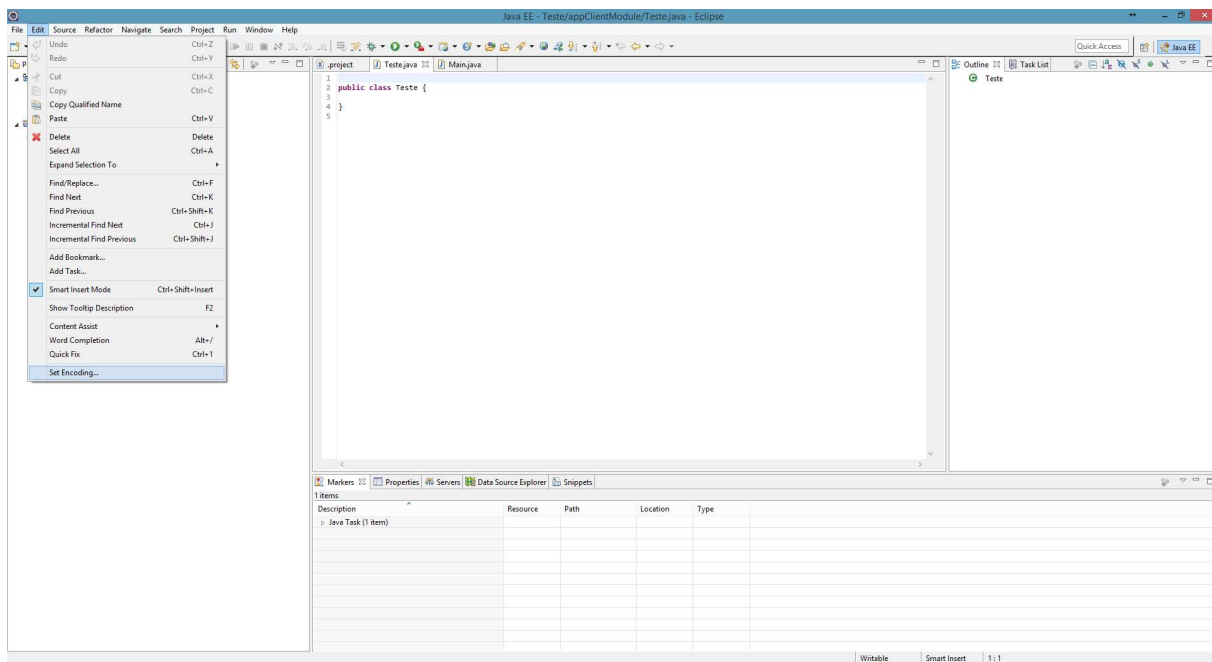 Java EE - Teste/appClientModule/Teste.java - Eclipse
File Edit Source Refactor Navigate Search Project Run Window Help
Quick Access Java EE
Undo Ctrl+Z
Redo Ctrl+Y
Cut Ctrl+X
Copy Ctrl+C
Copy Qualified Name
Paste Ctrl+V
Delete Delete
Select All Ctrl+A
Expand Selection To
Find/Replace... Ctrl+F
Find Next Ctrl+K
Find Previous Ctrl+Shift+K
Incremental Find Next Ctrl+J
Incremental Find Previous Ctrl+Shift+J
Add Bookmark...
Add Task...
Smart Insert Mode Ctrl+Shift+Insert
Show Tooltip Description F2
Content Assist
Word Completion Alt+/
Quick Fix Ctrl+1
Set Encoding...
.project Teste.java Main.java
1
2 public class Teste {
3
4 }
5
Outline Task List
Teste
Markers Properties Servers Data Source Explorer Snippets
1 items
Description Resource Path Location Type
Java Task (1 item)
Writable Smart Insert 1 : 1